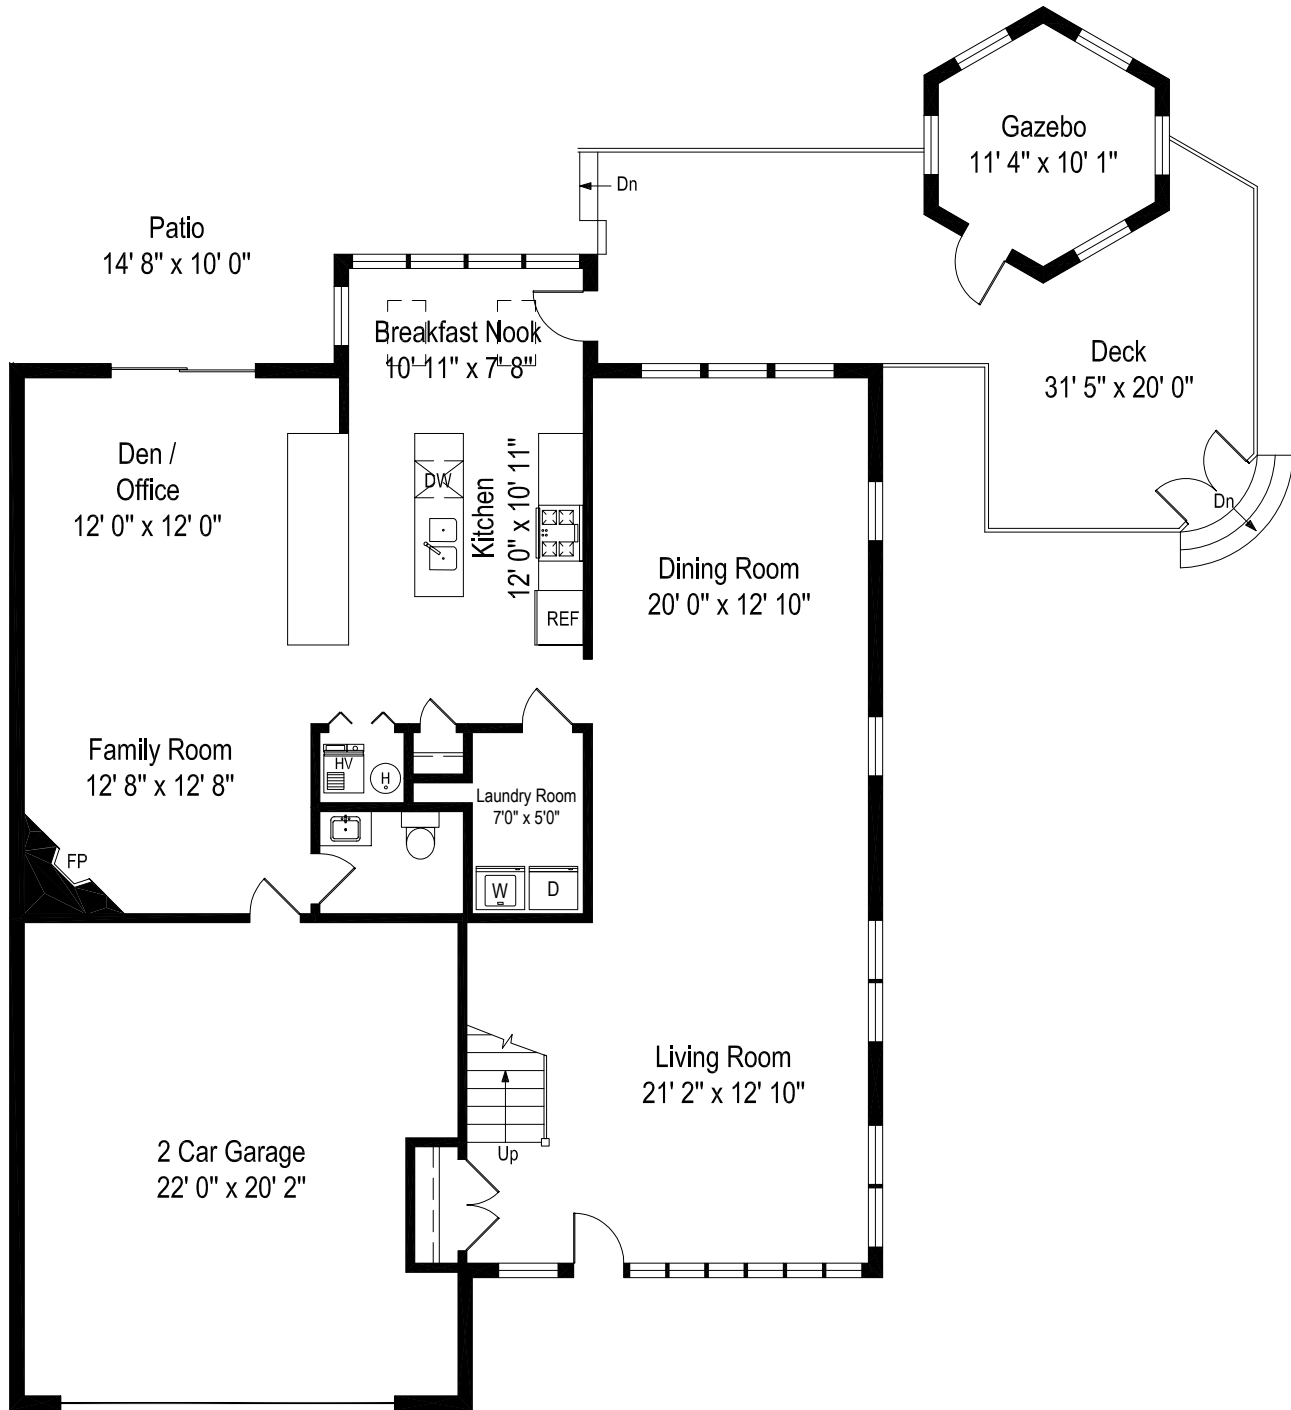 Gazebo
11' 4" x 10' 1"
Dn
Patio
14' 8" x 10' 0"
Breakfast Nook
10' 11" x 7' 8"
Deck
31' 5" x 20' 0"
Den /
Office
12' 0" x 12' 0"
DW
Kitchen
12' 0" x 10' 11"
Dn
Dining Room
20' 0" x 12' 10"
REF
Family Room
12' 8" x 12' 8"
HV
H
Laundry Room
7'0" x 5'0"
FP
W
D
Living Room
21' 2" x 12' 10"
Up
2 Car Garage
22' 0" x 20' 2"